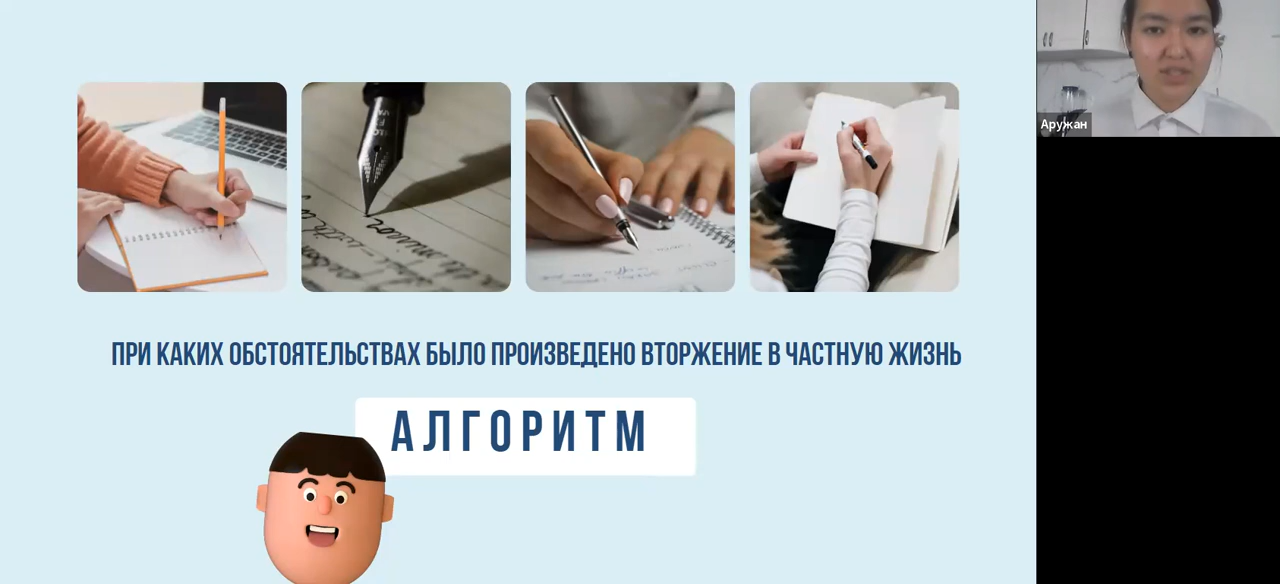 ПРИ КАКИХ ОБСТОЯТЕЛЬСТВАХ БЫЛО ПРОИЗВЕДЕНО ВТОРЖЕНИЕ В ЧАСТНУЮ ЖИЗНЬ
АЛГОРИТМ
Аружан